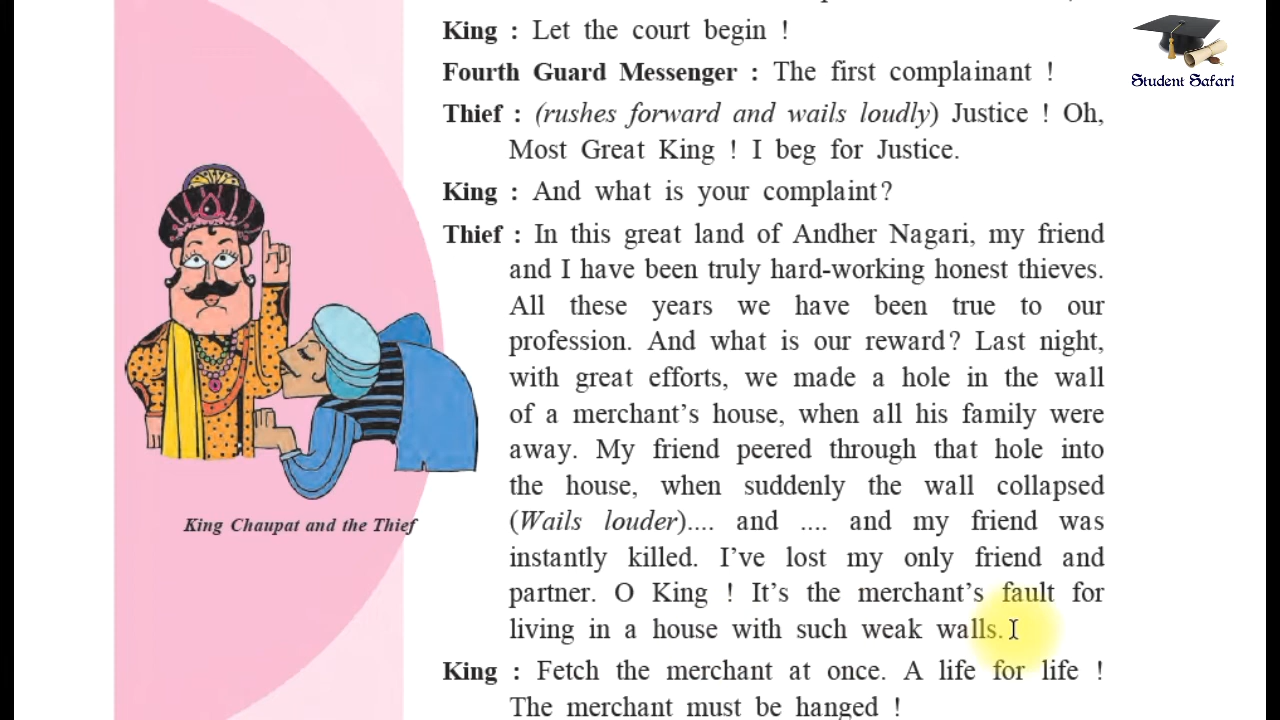 King : Let the court begin !
Fourth Guard Messenger : The first complainant !
Thief : (rushes forward and wails loudly) Justice ! Oh,
Most Great King ! I beg for Justice.
King : And what is your complaint?
Thief : In this great land of Andher Nagari, my friend
and I have been truly hard-working honest thieves.
All these years we have been true to our
profession. And what is our reward? Last night,
with great efforts, we made a hole in the wall
of a merchant's house, when all his family were
away. My friend peered through that hole into
the house, when suddenly the wall collapsed
(Wails louder).... and .... and my friend was
instantly killed. I've lost my only friend and
partner. O King ! It's the merchant's fault for
living in a house with such weak walls.
King : Fetch the merchant at once. A life for life !
The merchant must be hanged !
King Chaupat and the Thief
Student Safari